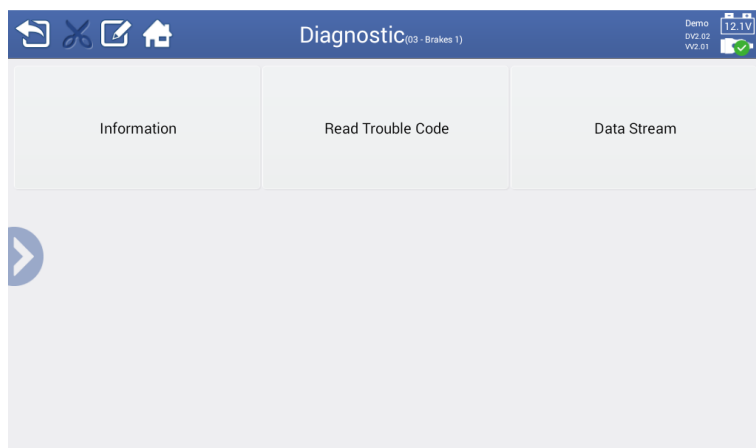 Diagnostic(03 - Brakes 1)
Demo
DV2.02
VV2.01
12.1V
Information
Read Trouble Code
Data Stream